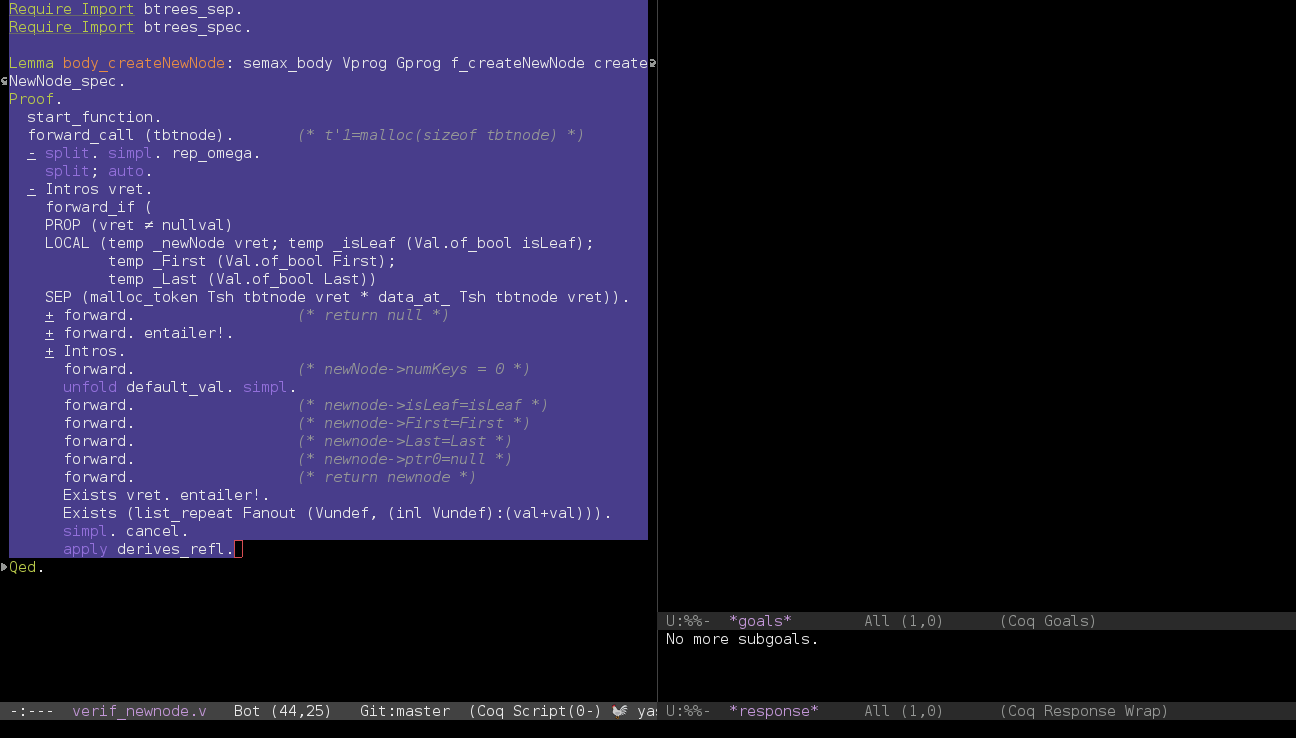 Require Import btrees_sep.
Require Import btrees_spec.
Lemma body_createNewNode: semax_body Vprog Gprog f_createNewNode create
NewNode_spec.
Proof.
  start_function.
  forward_call (tbtnode).       (* t'1=malloc(sizeof tbtnode) *)
  - split. simpl. rep_omega.
    split; auto.
  - Intros vret.
    forward_if (
    PROP (vret ≠ nullval)
    LOCAL (temp _newNode vret; temp _isLeaf (Val.of_bool isLeaf);
           temp _First (Val.of_bool First);
           temp _Last (Val.of_bool Last))
    SEP (malloc_token Tsh tbtnode vret * data_at_ Tsh tbtnode vret)).
    + forward.                  (* return null *)
    + forward. entailer!.
    + Intros.
      forward.                  (* newNode->numKeys = 0 *)
      unfold default_val. simpl.
      forward.                  (* newnode->isLeaf=isLeaf *)
      forward.                  (* newnode->First=First *)
      forward.                  (* newnode->Last=Last *)
      forward.                  (* newnode->ptr0=null *)
      forward.                  (* return newnode *)
      Exists vret. entailer!.
      Exists (list_repeat Fanout (Vundef, (inl Vundef):(val+val))).
      simpl. cancel.
      apply derives_refl.
Qed.
-:---  verif_newnode.v   Bot (44,25)   Git:master  (Coq Script(0-) yas
U:%%-  *goals*        All (1,0)      (Coq Goals)
No more subgoals.
U:%%-  *response*     All (1,0)      (Coq Response Wrap)